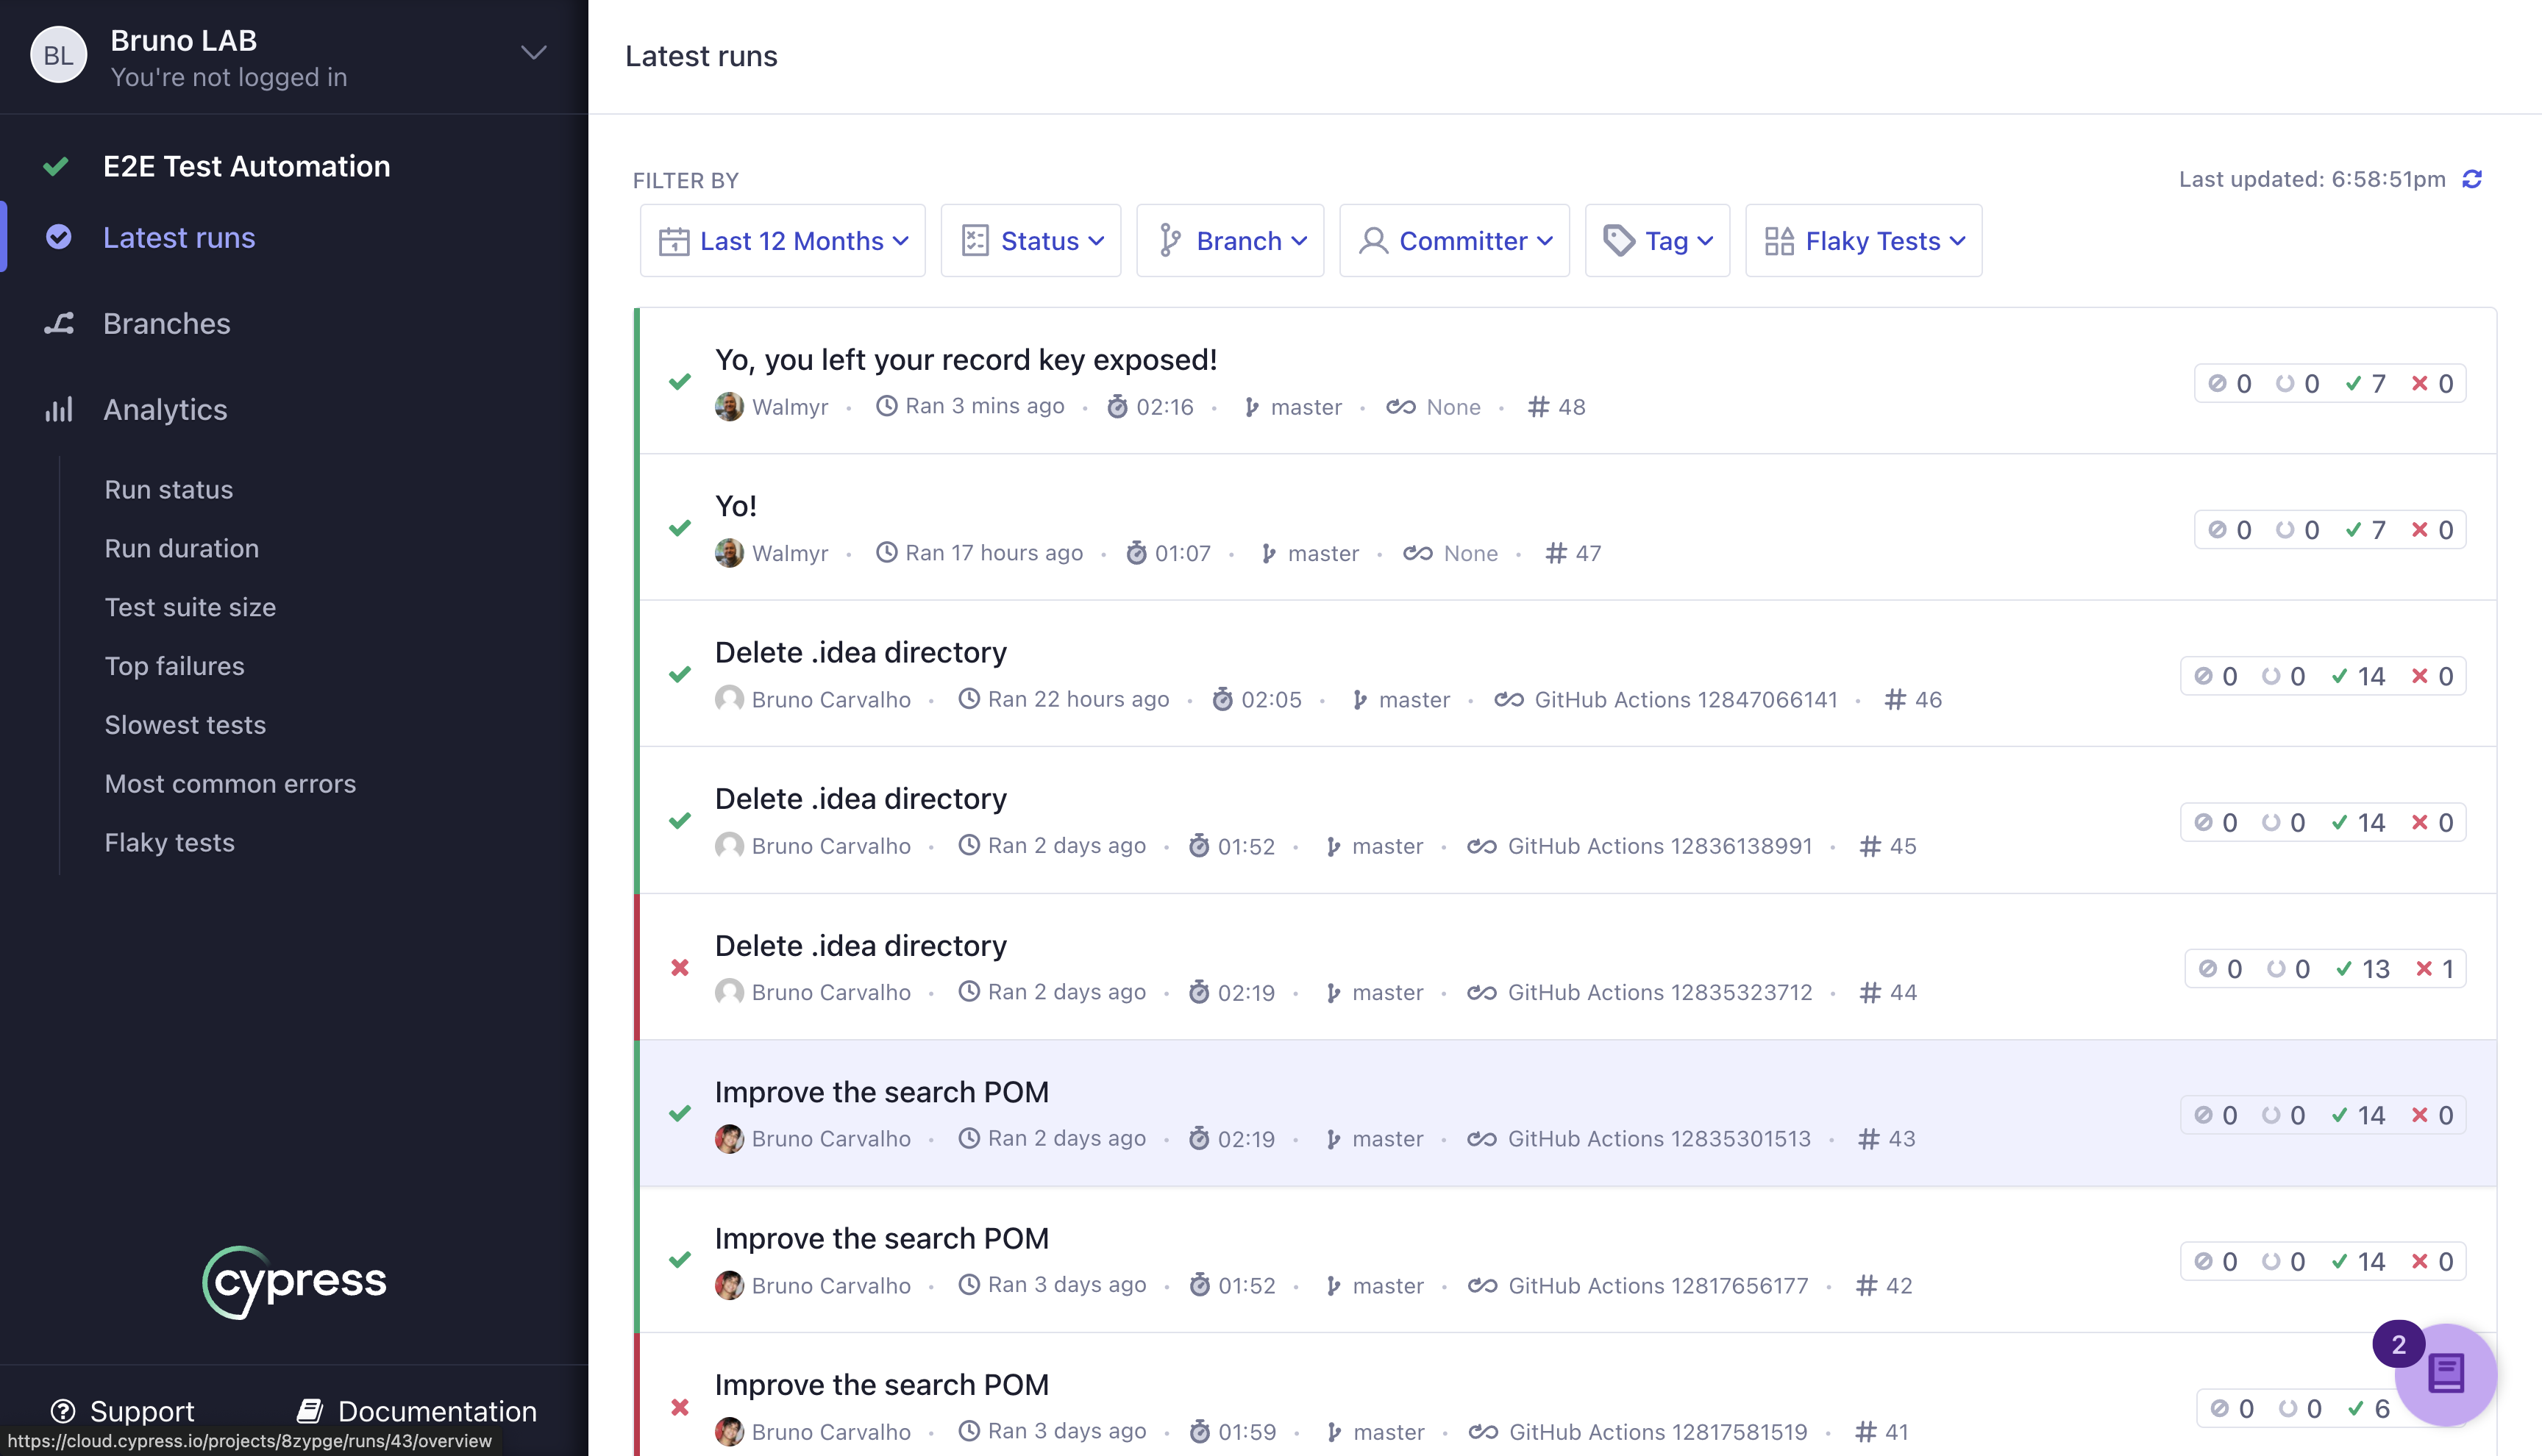 BL
Bruno LAB
You're not logged in
E2E Test Automation
Latest runs
Branches
Analytics
Run status
Run duration
Test suite size
Top failures
Slowest tests
Most common errors
Flaky tests
cypress
Support
Documentation
https://cloud.cypress.io/projects/8zypge/runs/43/overview
Latest runs
FILTER BY
Last updated: 6:58:51pm
Last 12 Months
Status
Branch
Committer
Tag
Flaky Tests
Yo, you left your record key exposed!
Walmyr · Ran 3 mins ago · 02:16 · master · None · # 48
0 0 7 0
Yo!
Walmyr · Ran 17 hours ago · 01:07 · master · None · # 47
0 0 7 0
Delete .idea directory
Bruno Carvalho · Ran 22 hours ago · 02:05 · master · GitHub Actions 12847066141 · # 46
0 0 14 0
Delete .idea directory
Bruno Carvalho · Ran 2 days ago · 01:52 · master · GitHub Actions 12836138991 · # 45
0 0 14 0
Delete .idea directory
Bruno Carvalho · Ran 2 days ago · 02:19 · master · GitHub Actions 12835323712 · # 44
0 0 13 1
Improve the search POM
Bruno Carvalho · Ran 2 days ago · 02:19 · master · GitHub Actions 12835301513 · # 43
0 0 14 0
Improve the search POM
Bruno Carvalho · Ran 3 days ago · 01:52 · master · GitHub Actions 12817656177 · # 42
0 0 14 0
Improve the search POM
Bruno Carvalho · Ran 3 days ago · 01:59 · master · GitHub Actions 12817581519 · # 41
0 0 6
2